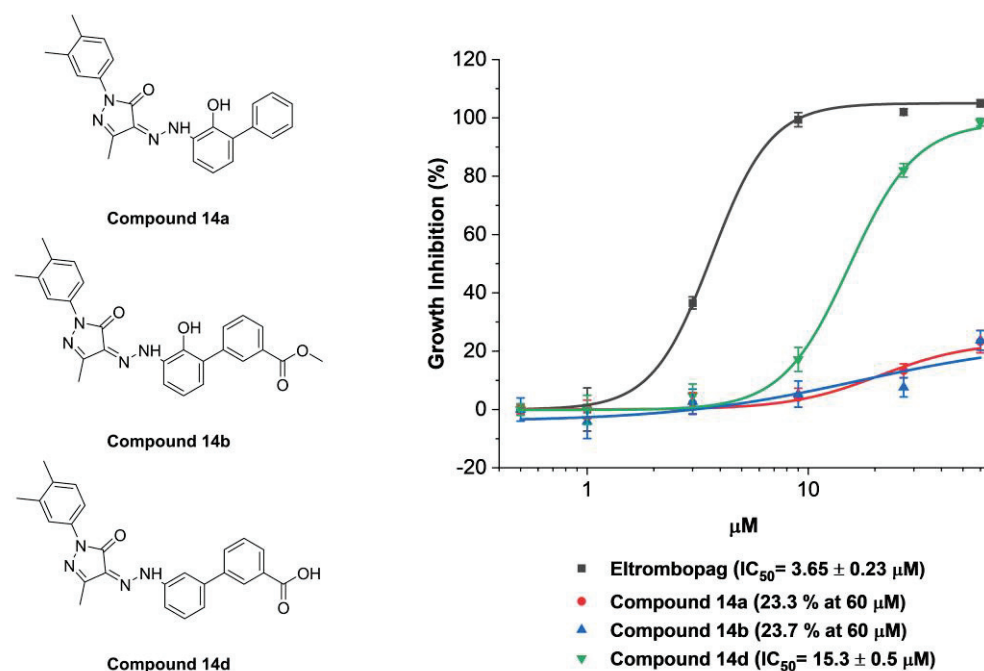 N
O
N
N
NH
OH
Compound 14a
N
O
N
N
NH
OH
O
O
Compound 14b
N
O
N
N
NH
OH
O
Compound 14d
Growth Inhibition (%)
120
100
80
60
40
20
0
-20
1
10
μM
Eltrombopag (IC50= 3.65 ± 0.23 μM)
Compound 14a (23.3 % at 60 μM)
Compound 14b (23.7 % at 60 μM)
Compound 14d (IC50= 15.3 ± 0.5 μM)